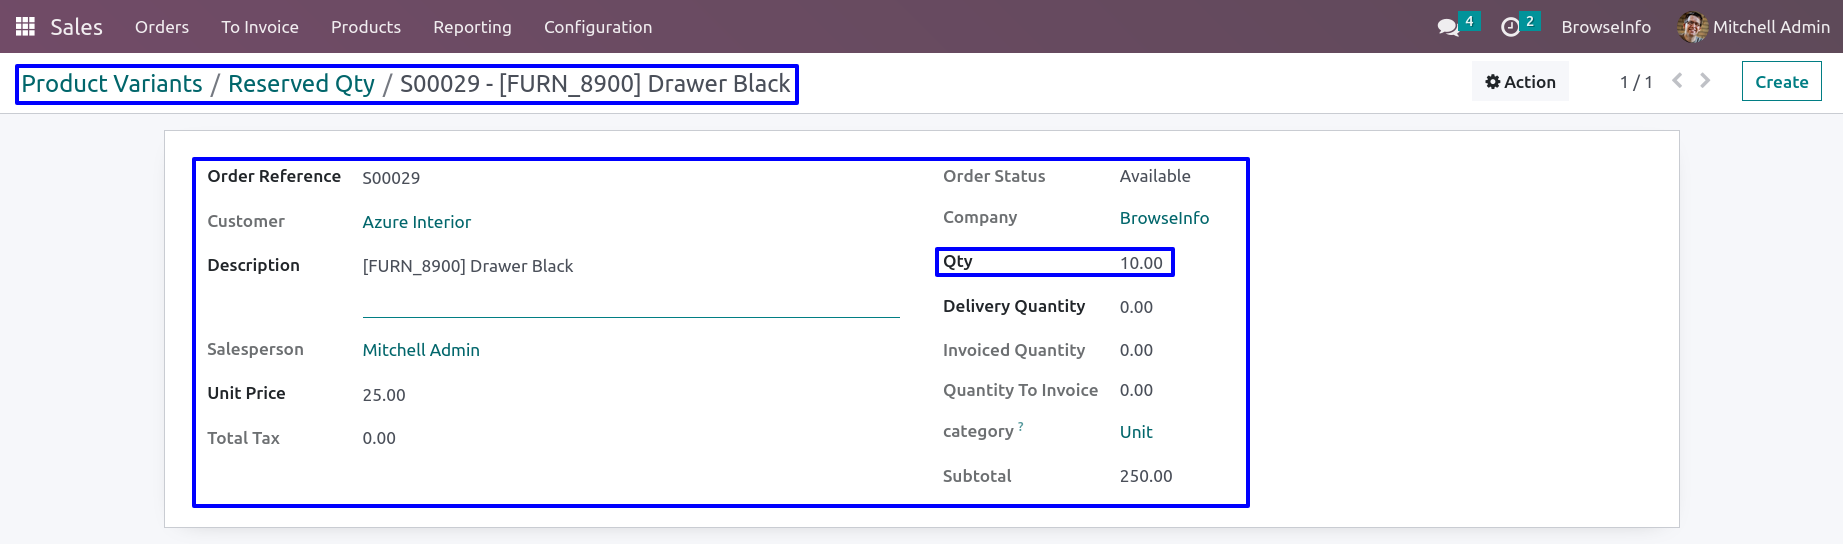 Sales Orders To Invoice Products Reporting Configuration 4 2 BrowseInfo Mitchell Admin
Product Variants / Reserved Qty / S00029 - [FURN_8900] Drawer Black Action 1 / 1 Create
Order Reference S00029
Customer Azure Interior
Description [FURN_8900] Drawer Black
Salesperson Mitchell Admin
Unit Price 25.00
Total Tax 0.00
Order Status Available
Company BrowseInfo
Qty 10.00
Delivery Quantity 0.00
Invoiced Quantity 0.00
Quantity To Invoice 0.00
category ? Unit
Subtotal 250.00